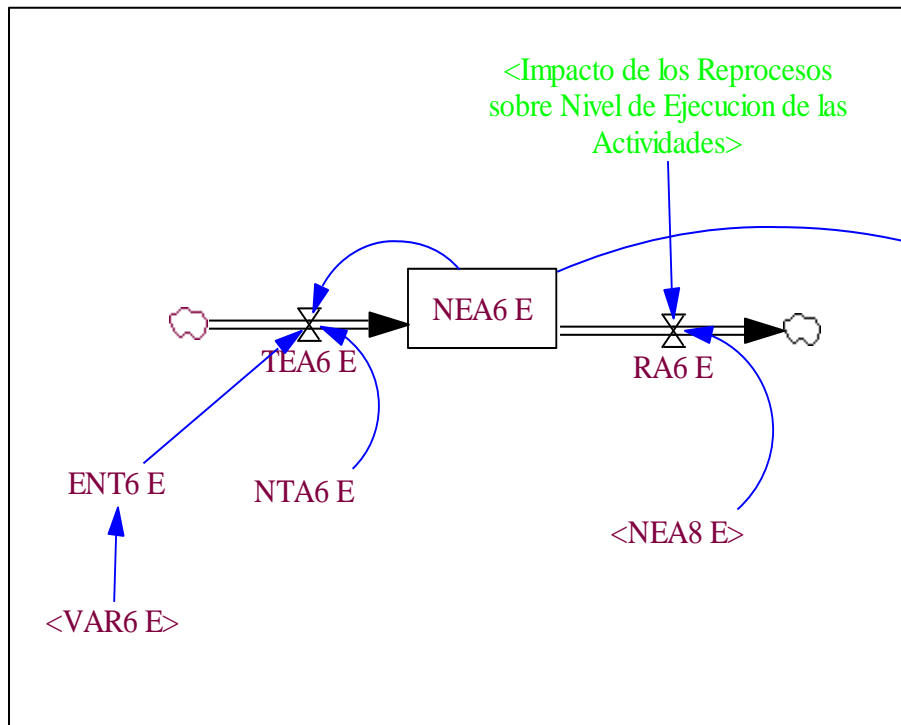 <Impacto de los Reprocesos
sobre Nivel de Ejecucion de las
Actividades>
NEA6 E
TEA6 E
RA6 E
ENT6 E
NTA6 E
<NEA8 E>
<VAR6 E>